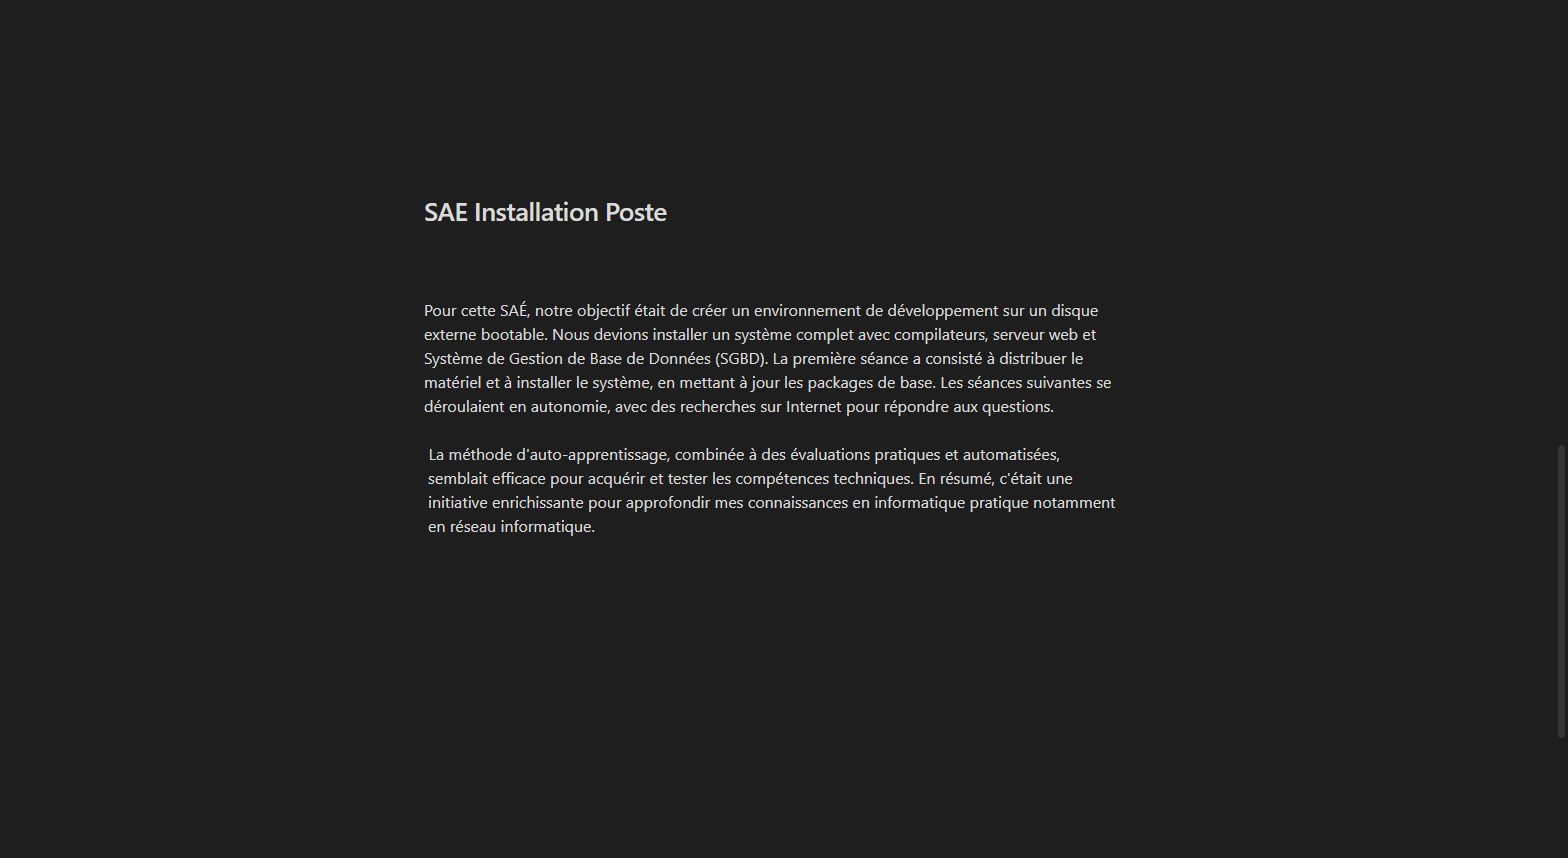 SAE Installation Poste
Pour cette SAÉ, notre objectif était de créer un environnement de développement sur un disque
externe bootable. Nous devions installer un système complet avec compilateurs, serveur web et
Système de Gestion de Base de Données (SGBD). La première séance a consisté à distribuer le
matériel et à installer le système, en mettant à jour les packages de base. Les séances suivantes se
déroulaient en autonomie, avec des recherches sur Internet pour répondre aux questions.
La méthode d'auto-apprentissage, combinée à des évaluations pratiques et automatisées,
semblait efficace pour acquérir et tester les compétences techniques. En résumé, c'était une
initiative enrichissante pour approfondir mes connaissances en informatique pratique notamment
en réseau informatique.